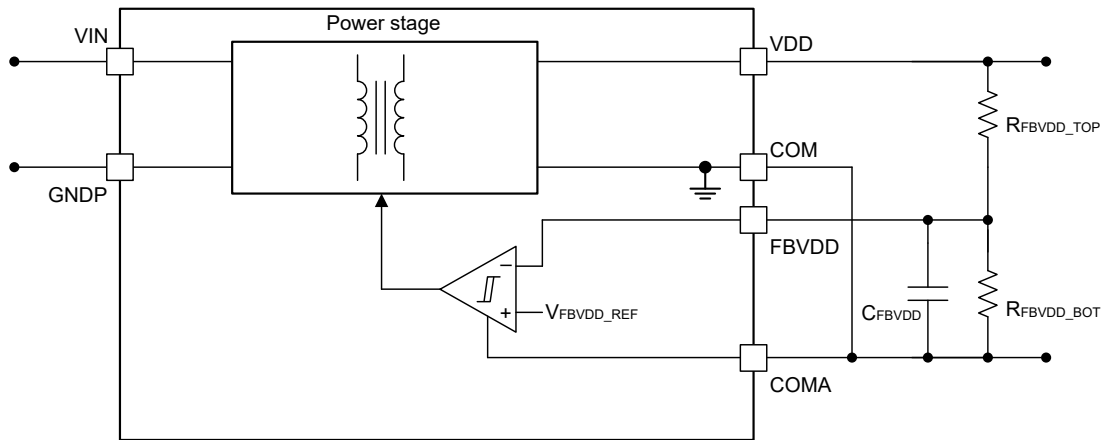 Power stage
VIN
VDD
RFBVDD_TOP
COM
GNDP
FBVDD
−
+
VFBVDD_REF
CFBVDD
RFBVDD_BOT
COMA